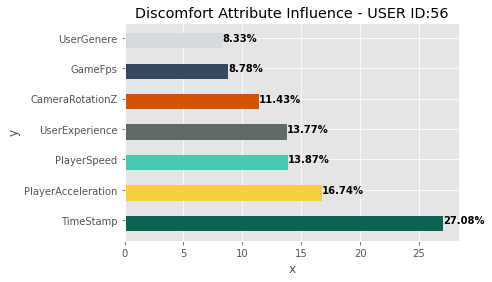 Discomfort Attribute Influence - USER ID:56
UserGenere 8.33%
GameFps 8.78%
CameraRotationZ 11.43%
UserExperience 13.77%
PlayerSpeed 13.87%
PlayerAcceleration 16.74%
TimeStamp 27.08%
y
0 5 10 15 20 25
x